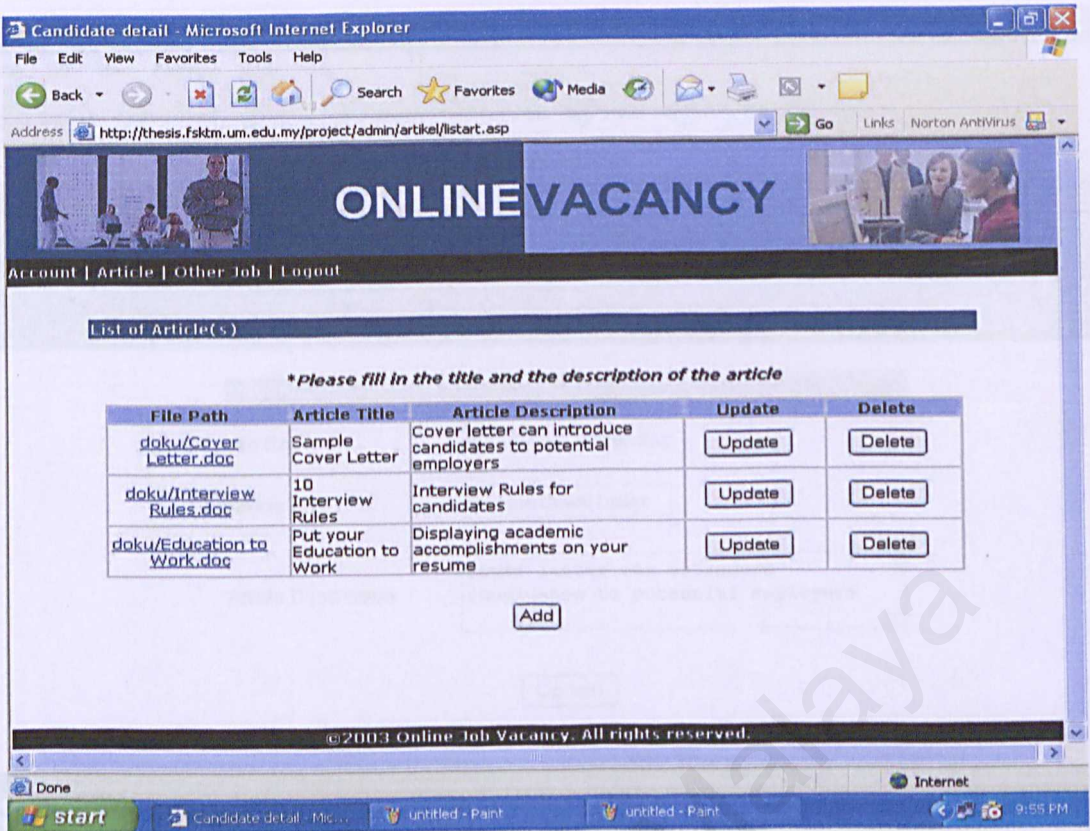 Candidate detail - Microsoft Internet Explorer
File Edit View Favorites Tools Help
Back Search Favorites Media
Address http://thesis.fsktm.um.edu.my/project/admin/artikel/listart.asp Go Links Norton AntiVirus
ONLINE VACANCY
Account | Article | Other Job | Logout
List of Article(s)
*Please fill in the title and the description of the article
File Path Article Title Article Description Update Delete
doku/Cover
Letter.doc
Sample
Cover Letter
Cover letter can introduce
candidates to potential
employers
Update Delete
doku/Interview
Rules.doc
10
Interview
Rules
Interview Rules for
candidates
Update Delete
doku/Education to
Work.doc
Put your
Education to
Work
Displaying academic
accomplishments on your
resume
Update Delete
Add
©2003 Online Job Vacancy. All rights reserved.
Done Internet
start Candidate detail - Mic... untitled - Paint untitled - Paint 9:55 PM